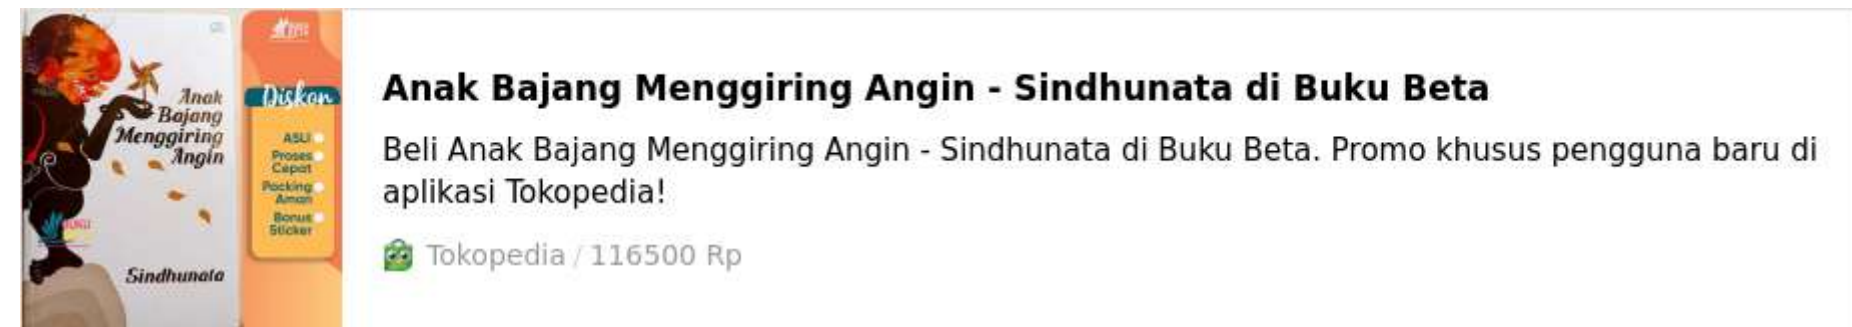 Anak
Bajang
Menggiring
Angin
Sindhunata
Diskon
ASLI
Proses
Cepat
Packing
Aman
Bonus
Sticker
Anak Bajang Menggiring Angin - Sindhunata di Buku Beta
Beli Anak Bajang Menggiring Angin - Sindhunata di Buku Beta. Promo khusus pengguna baru di
aplikasi Tokopedia!
Tokopedia / 116500 Rp